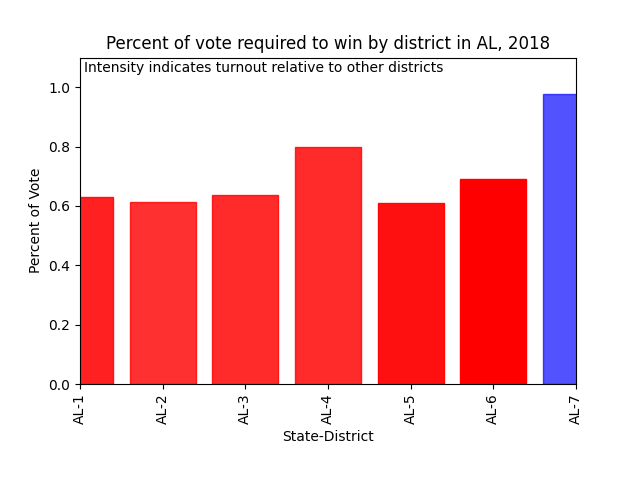 Percent of vote required to win by district in AL, 2018
Intensity indicates turnout relative to other districts
Percent of Vote
1.0
0.8
0.6
0.4
0.2
0.0
AL-1
AL-2
AL-3
AL-4
AL-5
AL-6
AL-7
State-District